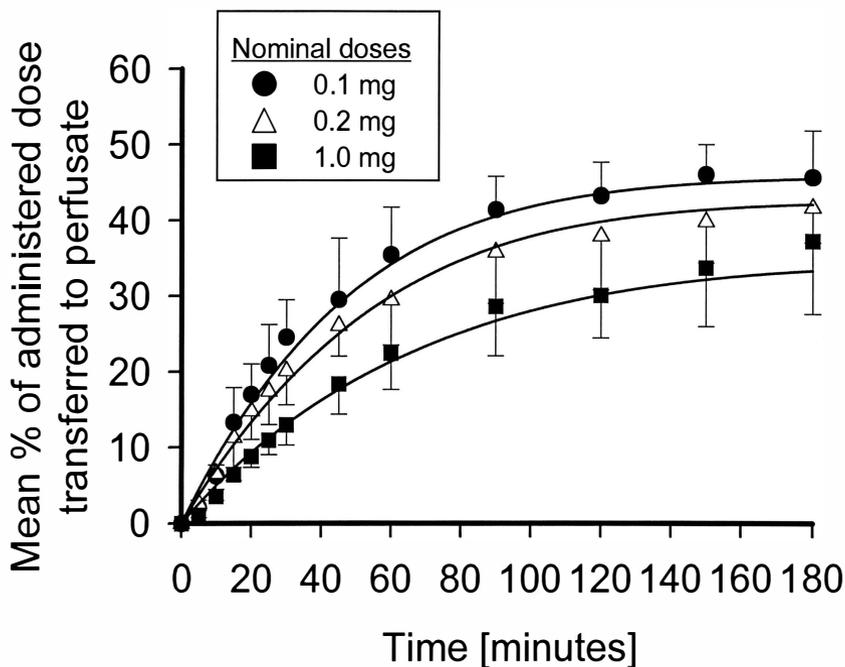 Nominal doses
0.1 mg
0.2 mg
1.0 mg
Mean % of administered dose
transferred to perfusate
60
50
40
30
20
10
0
0 20 40 60 80 100 120 140 160 180
Time [minutes]